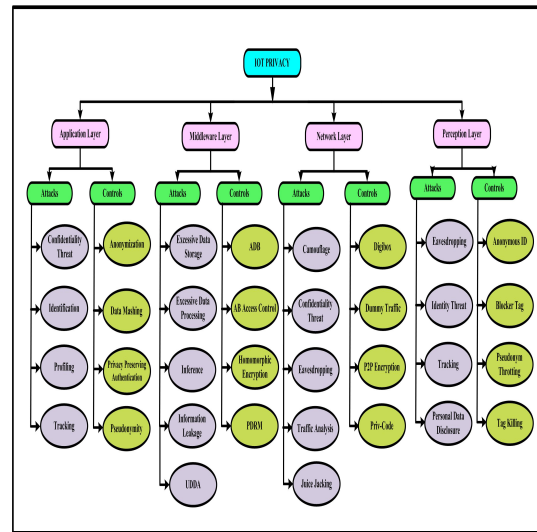 IOT PRIVACY
Application Layer
Middleware Layer
Network Layer
Perception Layer
Attacks
Controls
Attacks
Controls
Attacks
Controls
Attacks
Controls
Confidentiality
Threat
Identification
Profiling
Tracking
Anonymization
Data Mashing
Privacy Preserving
Authentication
Pseudonymity
Excessive Data
Storage
Excessive Data
Processing
Inference
Information
Leakage
UDDA
ADB
AB Access Control
Homomorphic
Encryption
PDRM
Camouflage
Confidentiality
Threat
Eavesdropping
Traffic Analysis
Juice Jacking
Digibox
Dummy Traffic
P2P Encryption
Priv-Code
Eavesdropping
Identity Threat
Tracking
Personal Data
Disclosure
Anonymous ID
Blocker Tag
Pseudonym
Throtting
Tag Killing